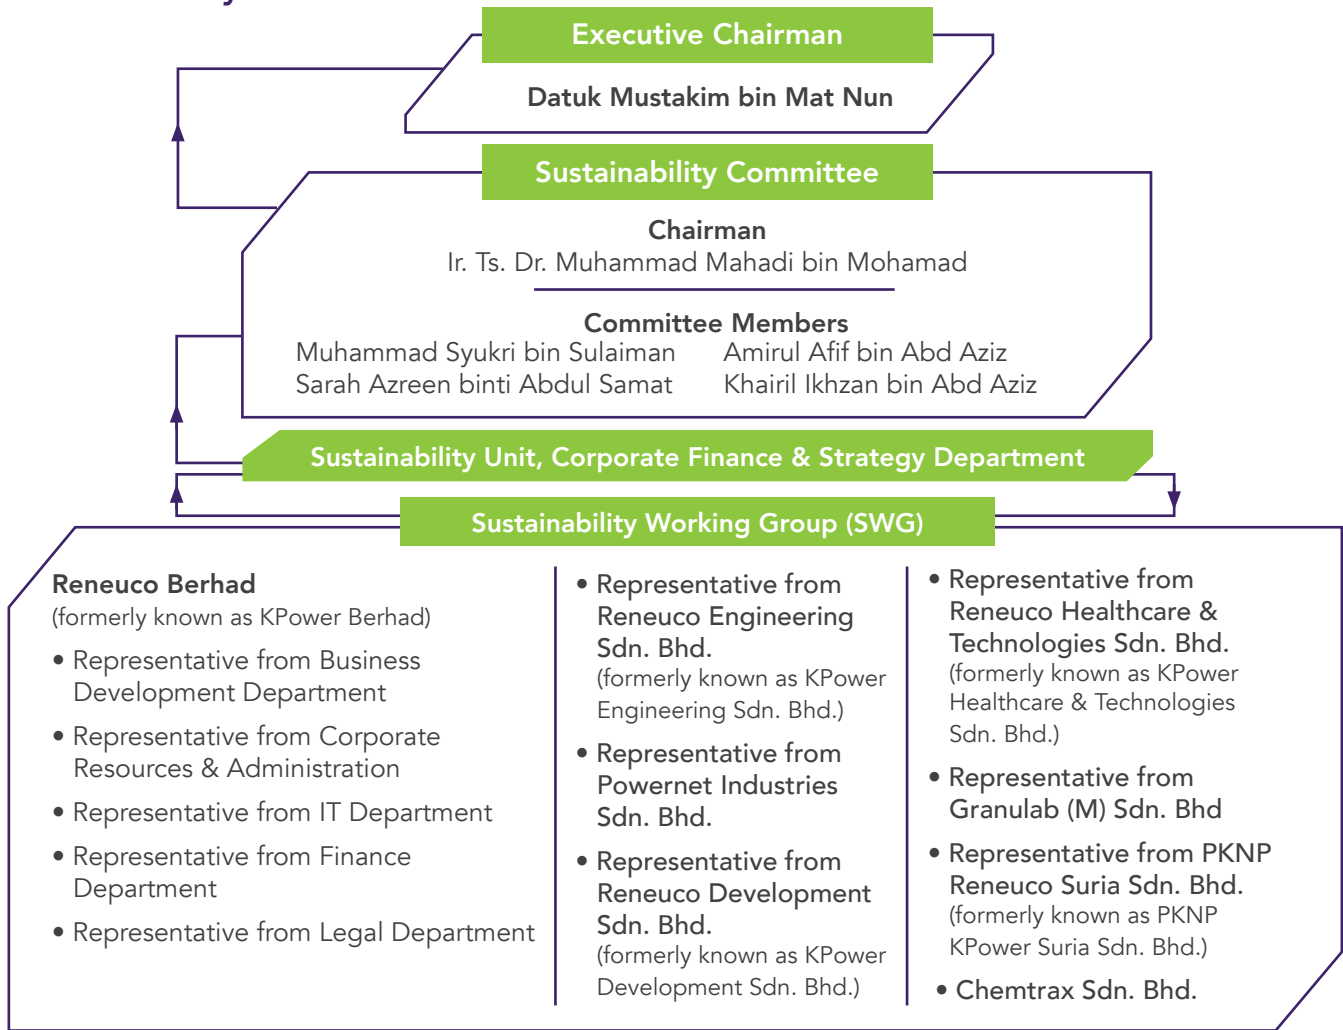 Executive Chairman
Datuk Mustakim bin Mat Nun
Sustainability Committee
Chairman
Ir. Ts. Dr. Muhammad Mahadi bin Mohamad
Committee Members
Muhammad Syukri bin Sulaiman
Amirul Afif bin Abd Aziz
Sarah Azreen binti Abdul Samat
Khairil Ikhzan bin Abd Aziz
Sustainability Unit, Corporate Finance & Strategy Department
Sustainability Working Group (SWG)
Reneuco Berhad
(formerly known as KPower Berhad)
• Representative from Business
Development Department
• Representative from Corporate
Resources & Administration
• Representative from IT Department
• Representative from Finance
Department
• Representative from Legal Department
• Representative from
Reneuco Engineering
Sdn. Bhd.
(formerly known as KPower
Engineering Sdn. Bhd.)
• Representative from
Powernet Industries
Sdn. Bhd.
• Representative from
Reneuco Development
Sdn. Bhd.
(formerly known as KPower
Development Sdn. Bhd.)
• Representative from
Reneuco Healthcare &
Technologies Sdn. Bhd.
(formerly known as KPower
Healthcare & Technologies
Sdn. Bhd.)
• Representative from
Granulab (M) Sdn. Bhd
• Representative from PKNP
Reneuco Suria Sdn. Bhd.
(formerly known as PKNP
KPower Suria Sdn. Bhd.)
• Chemtrax Sdn. Bhd.